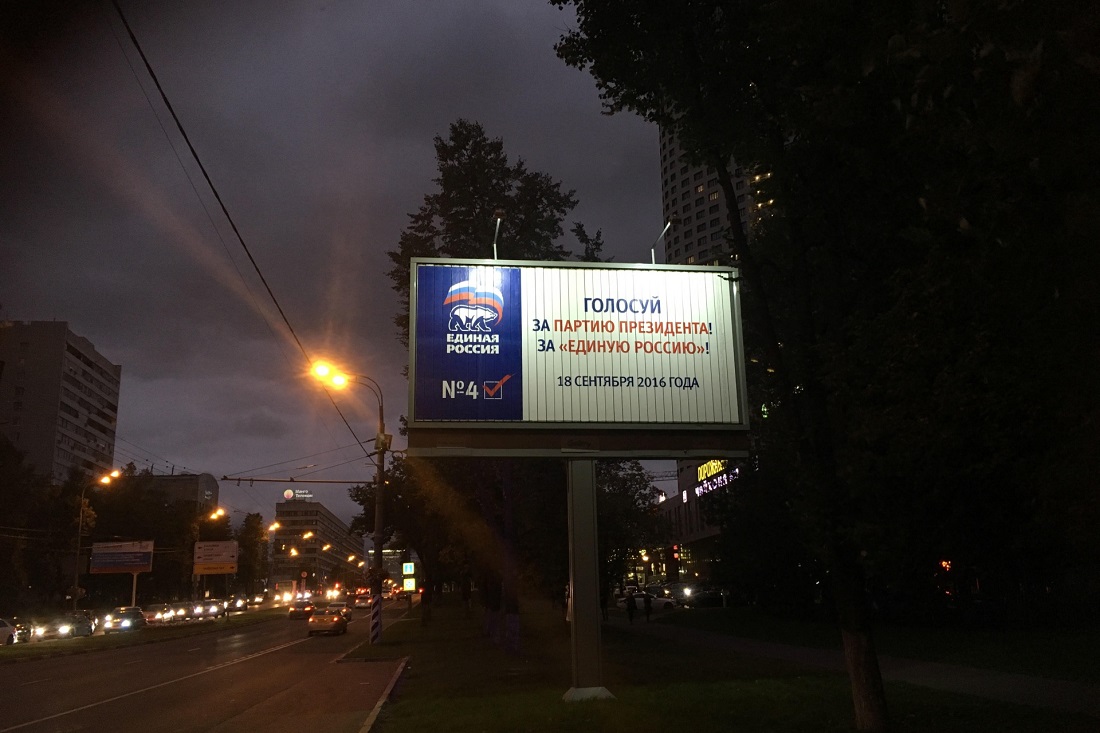 ЕДИНАЯ
РОССИЯ
№4
ГОЛОСУЙ
ЗА ПАРТИЮ ПРЕЗИДЕНТА!
ЗА «ЕДИНУЮ РОССИЮ»!
18 СЕНТЯБРЯ 2016 ГОДА